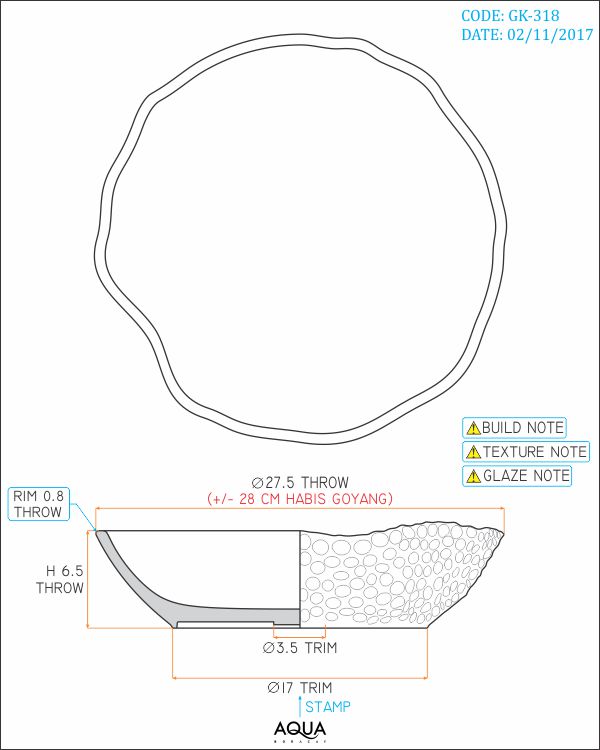 CODE: GK-318
DATE: 02/11/2017
BUILD NOTE
TEXTURE NOTE
GLAZE NOTE
Ø27.5 THROW
(+/- 28 CM HABIS GOYANG)
RIM 0.8
THROW
H 6.5
THROW
Ø3.5 TRIM
Ø17 TRIM
STAMP
AQUA
BORACAY